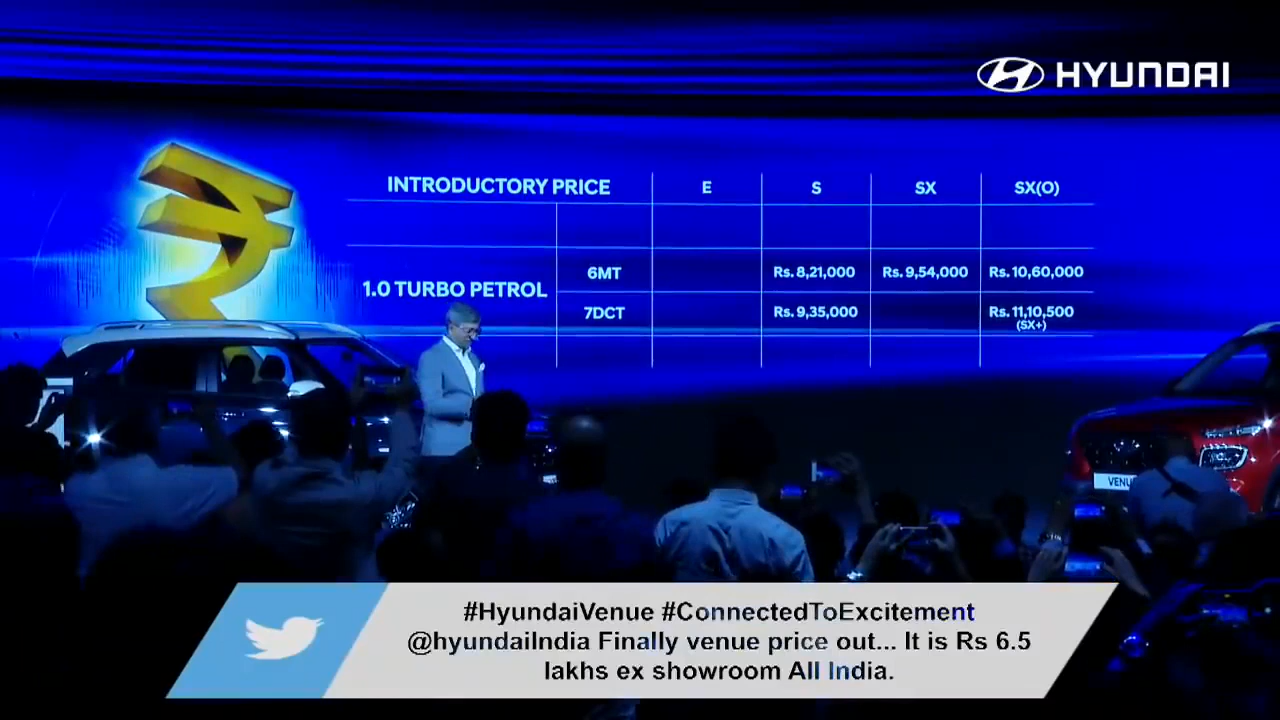 HYUNDAI
INTRODUCTORY PRICE E S SX SX(O)
1.0 TURBO PETROL
6MT Rs. 8,21,000 Rs. 9,54,000 Rs. 10,60,000
7DCT Rs. 9,35,000 Rs. 11,10,500
(SX+)
VENU
#HyundaiVenue #ConnectedToExcitement
@hyundaiIndia Finally venue price out... It is Rs 6.5
lakhs ex showroom All India.